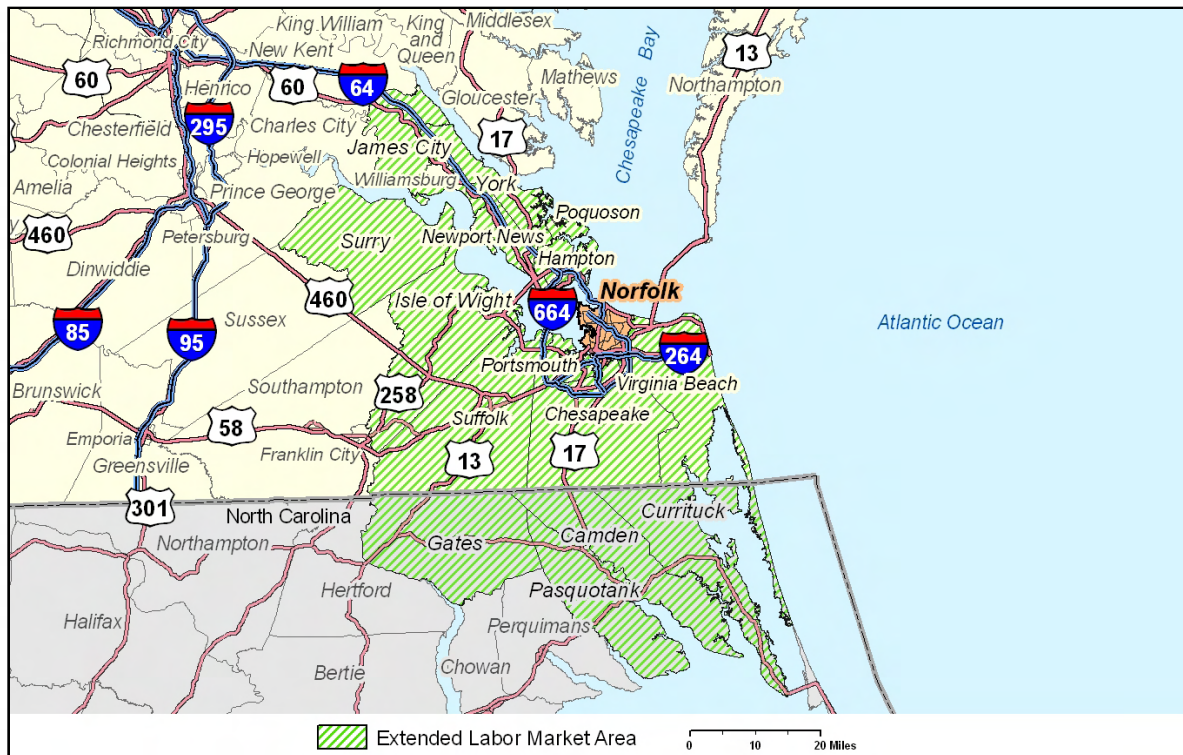 King William
King
and
Queen
Middlesex
Richmond City
New Kent
Mathews
Chesapeake Bay
13
Northampton
60
Henrico
60
64
Gloucester
Chesterfield
295
Charles City
17
Colonial Heights
Hopewell
James City
Amelia
Prince George
Williamsburg
York
Poquoson
460
Petersburg
Surry
Newport News
Hampton
Dinwiddie
460
Isle of Wight
664
Norfolk
85
95
Sussex
264
Atlantic Ocean
Portsmouth
Virginia Beach
Brunswick
Southampton
258
Suffolk
Chesapeake
Emporia
58
Franklin City
13
17
Greensville
301
North Carolina
Currituck
Northampton
Gates
Camden
Hertford
Pasquotank
Halifax
Perquimans
Bertie
Chowan
Extended Labor Market Area
0 10 20 Miles